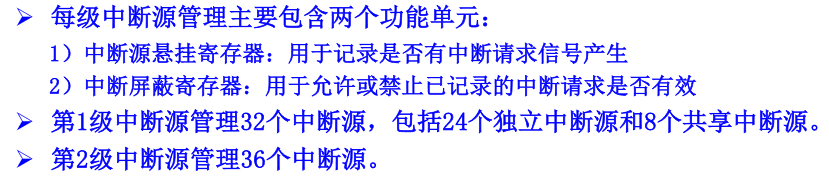 ➢ 每级中断源管理主要包含两个功能单元：
1）中断源悬挂寄存器：用于记录是否有中断请求信号产生
2）中断屏蔽寄存器：用于允许或禁止已记录的中断请求是否有效
➢ 第1级中断源管理32个中断源，包括24个独立中断源和8个共享中断源。
➢ 第2级中断源管理36个中断源。